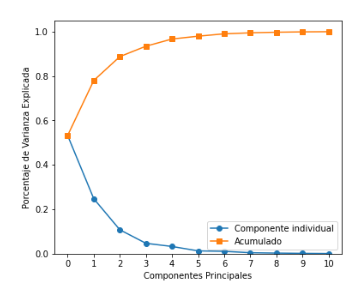 1.0
0.8
0.6
0.4
0.2
0.0
Porcentaje de Varianza Explicada
Componente individual
Acumulado
0 1 2 3 4 5 6 7 8 9 10
Componentes Principales